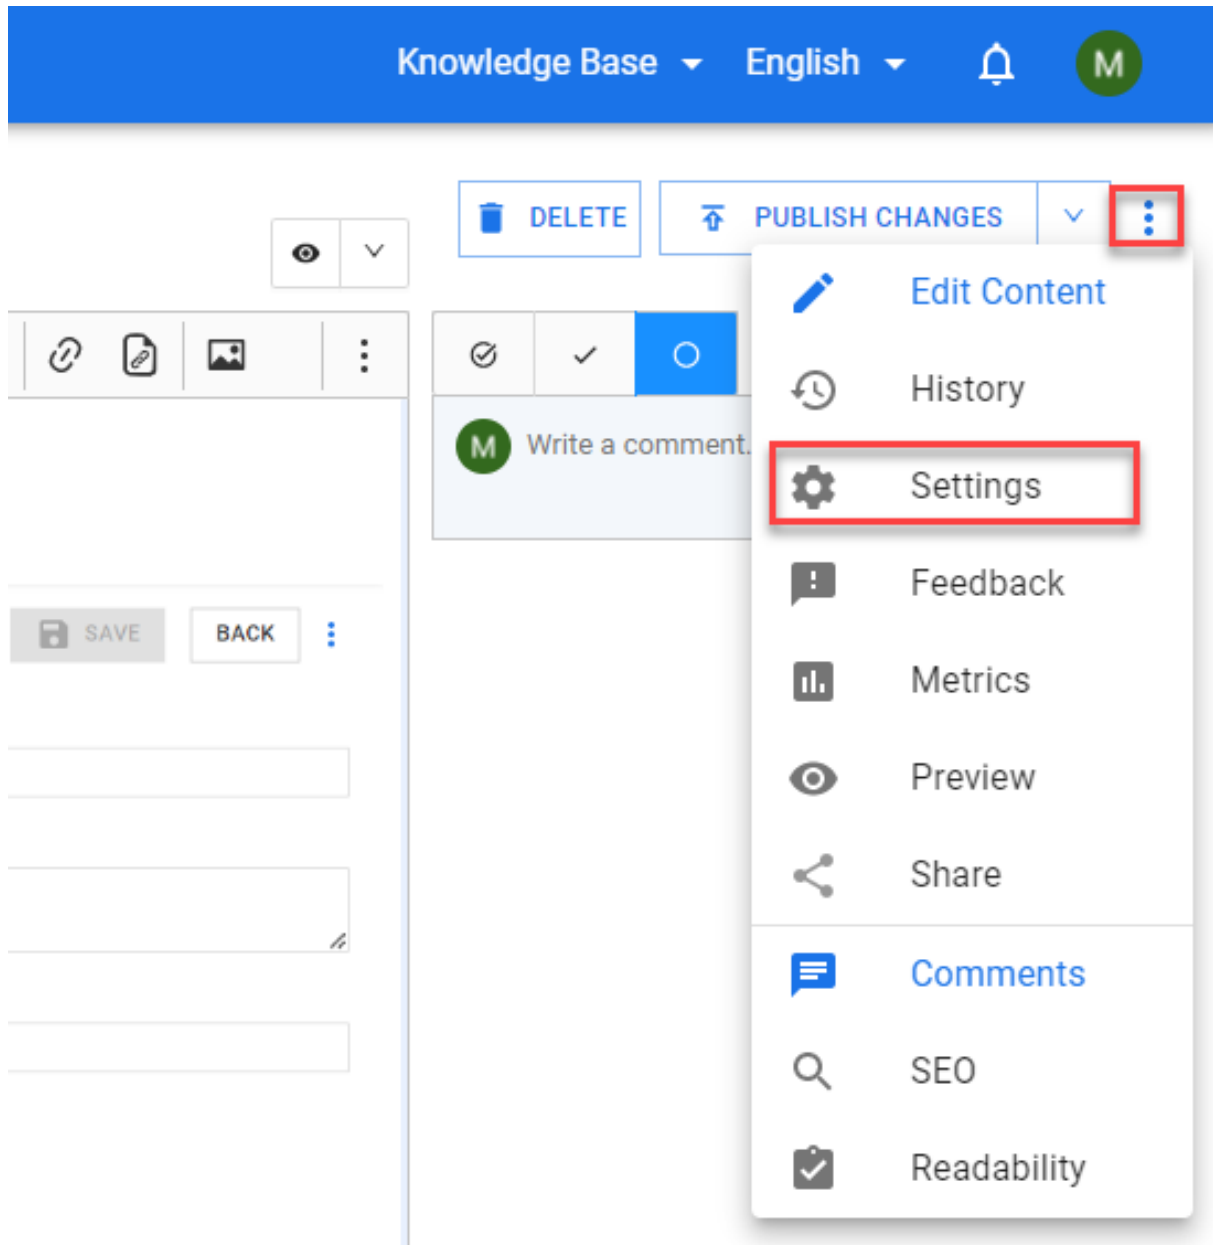 Knowledge Base English M
DELETE PUBLISH CHANGES
Edit Content
History
M Write a comment.
Settings
Feedback
SAVE BACK
Metrics
Preview
Share
Comments
SEO
Readability